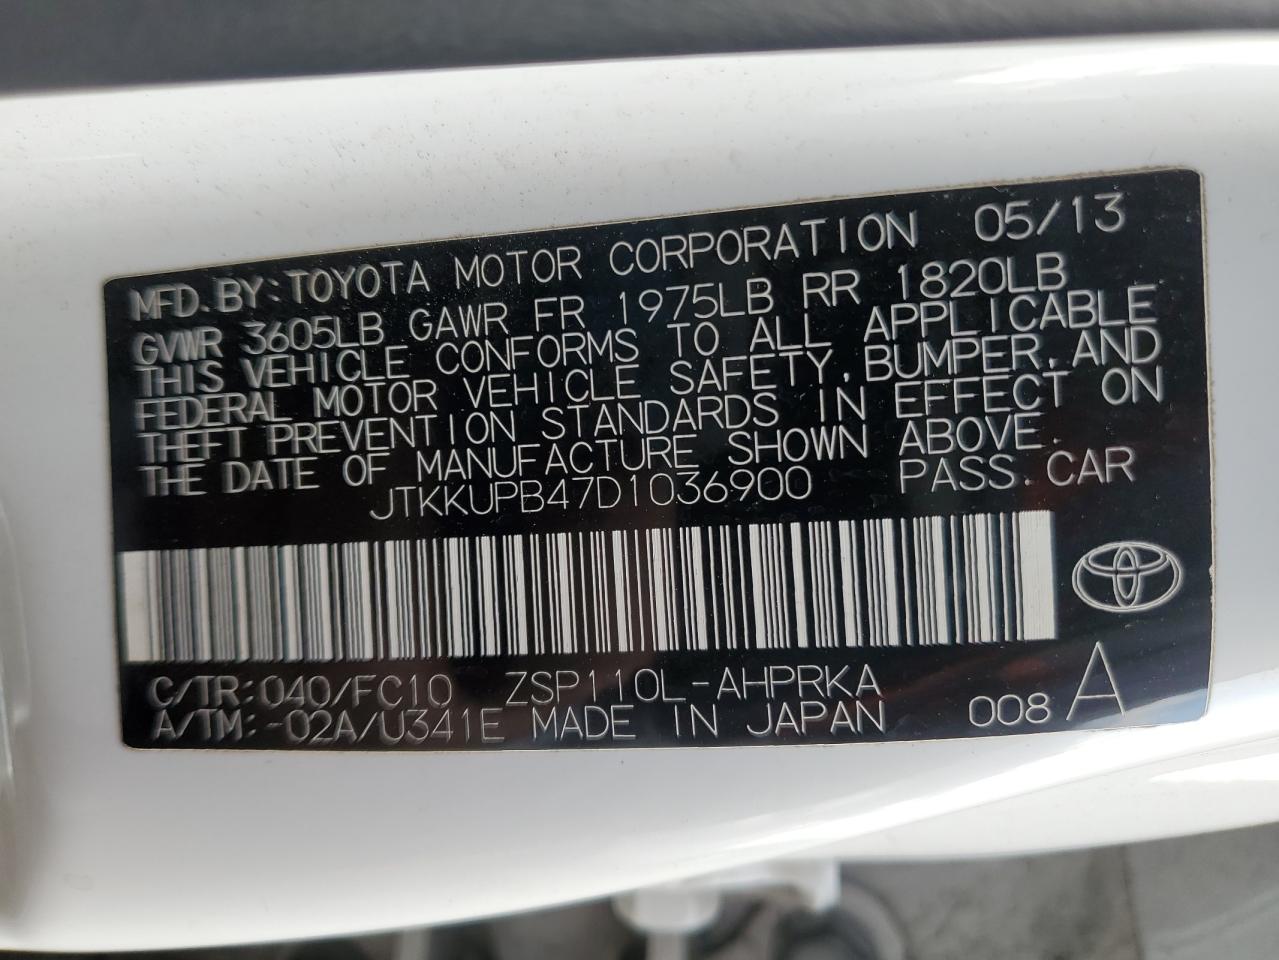 MFD.BY:TOYOTA MOTOR CORPORATION 05/13
GVWR 3605LB GAWR FR 1975LB RR 1820LB
THIS VEHICLE CONFORMS TO ALL APPLICABLE
FEDERAL MOTOR VEHICLE SAFETY,BUMPER,AND
THEFT PREVENTION STANDARDS IN EFFECT ON
THE DATE OF MANUFACTURE SHOWN ABOVE.
JTKKUPB47D1036900 PASS.CAR
C/TR:040/FC10 ZSP110L-AHPRKA
A/TM:-02A/U341E MADE IN JAPAN 008 A